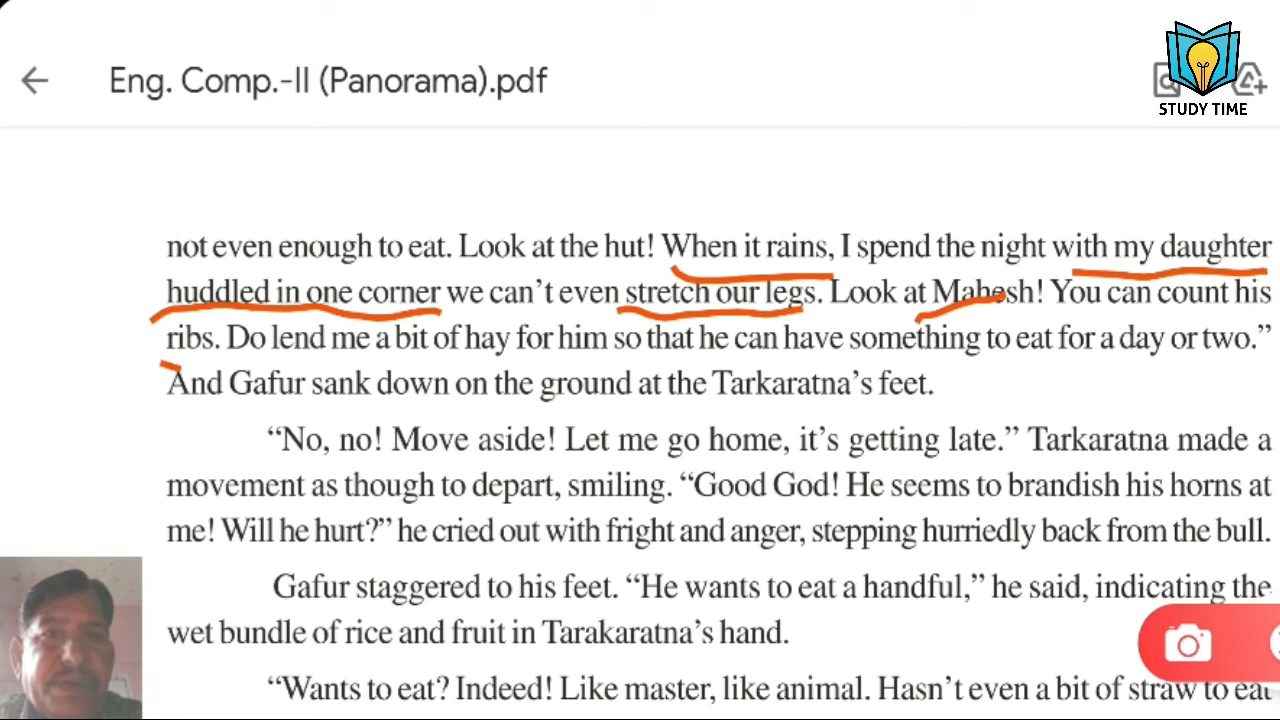 Eng. Comp.-II (Panorama).pdf
STUDY TIME
not even enough to eat. Look at the hut! When it rains, I spend the night with my daughter
huddled in one corner we can't even stretch our legs. Look at Mahesh! You can count his
ribs. Do lend me a bit of hay for him so that he can have something to eat for a day or two.”
And Gafur sank down on the ground at the Tarkaratna's feet.
“No, no! Move aside! Let me go home, it's getting late.” Tarkaratna made a
movement as though to depart, smiling. “Good God! He seems to brandish his horns at
me! Will he hurt?” he cried out with fright and anger, stepping hurriedly back from the bull.
Gafur staggered to his feet. “He wants to eat a handful,” he said, indicating the
wet bundle of rice and fruit in Tarakaratna's hand.
“Wants to eat? Indeed! Like master, like animal. Hasn't even a bit of straw to eat